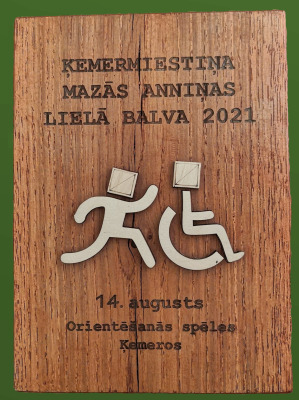 ĶEMERMIESTIŅA
MAZĀS ANNIŅAS
LIELĀ BALVA 2021
14. augusts
Orientēšanās spēles
Ķemeros